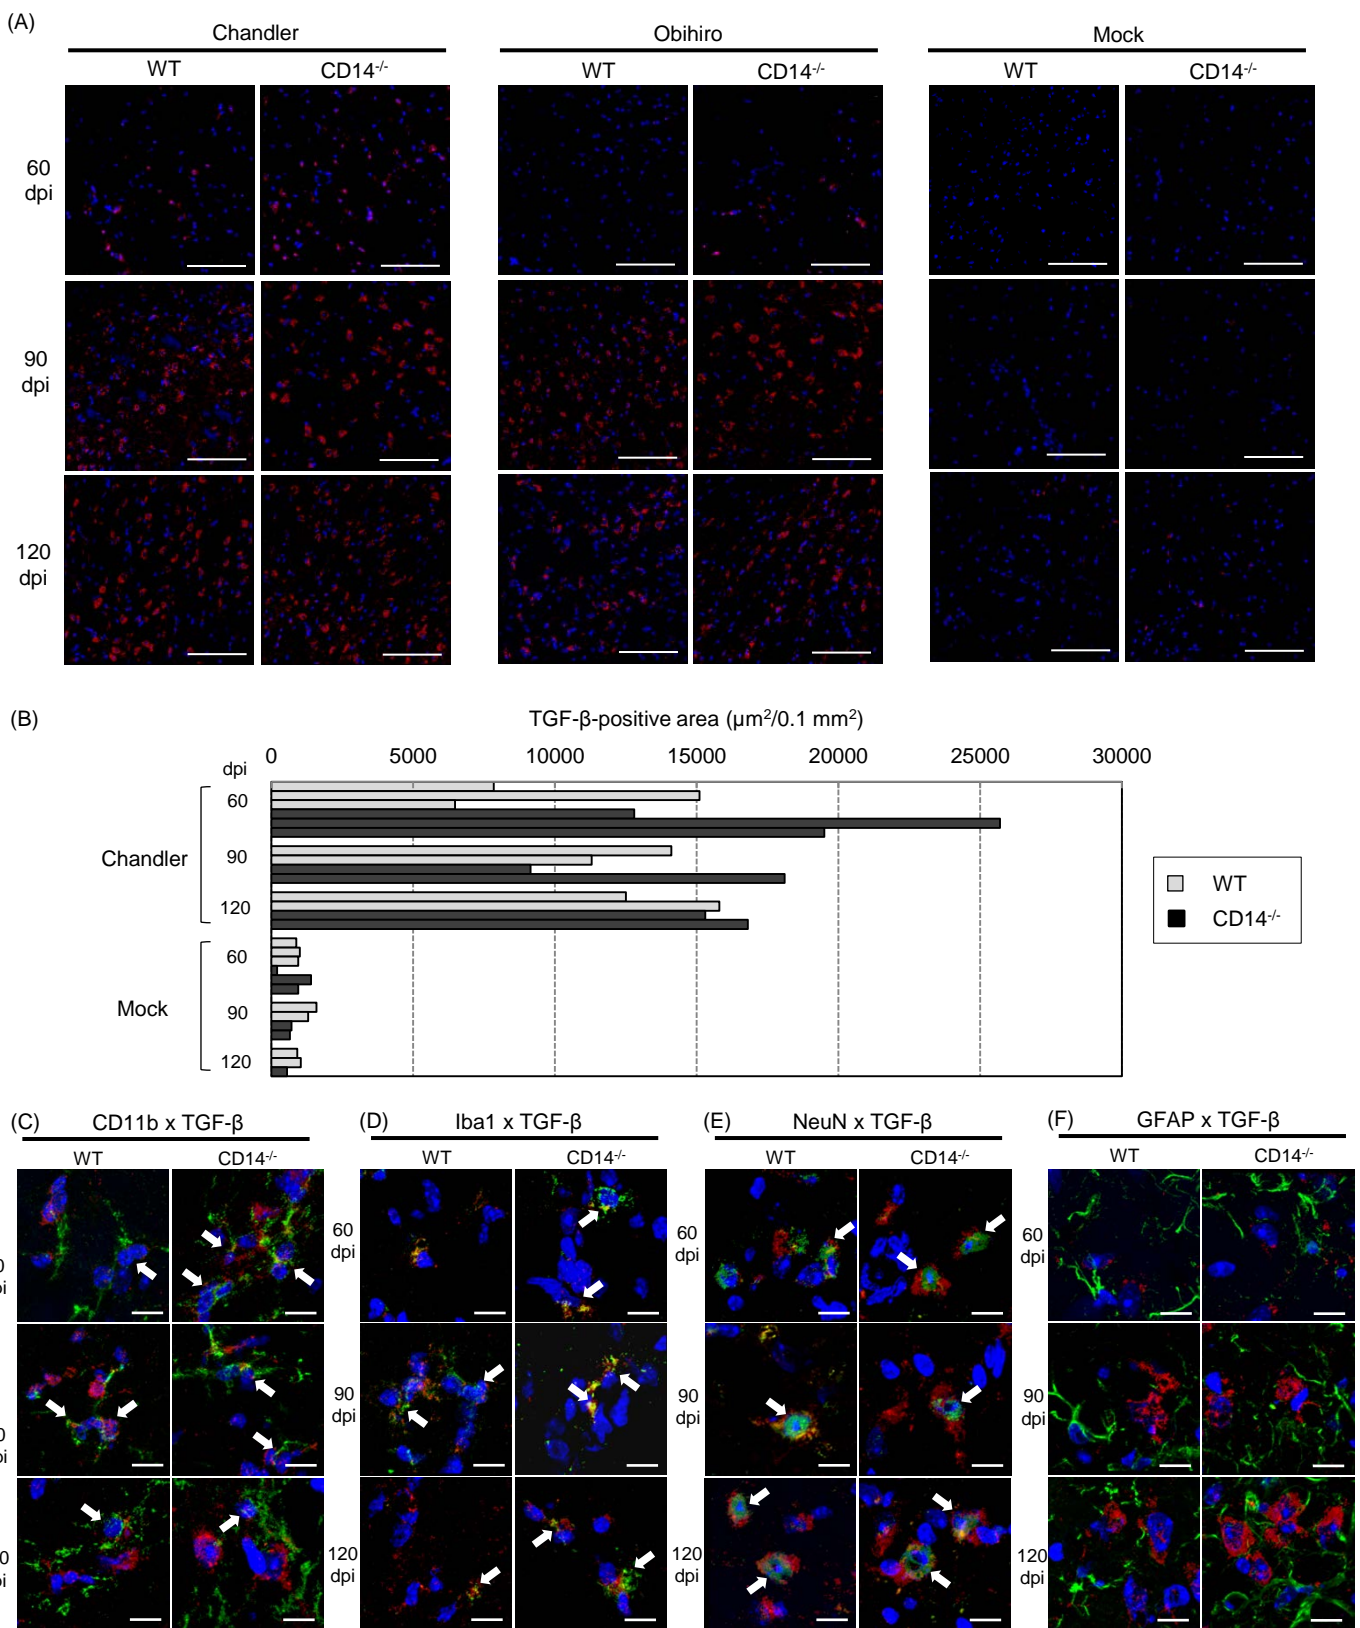 (A)
Chandler Obihiro Mock
WT CD14-/- WT CD14-/- WT CD14-/-
60
dpi
90
dpi
120
dpi
(B)
TGF-β-positive area (μm²/0.1 mm²)
0 5000 10000 15000 20000 25000 30000
dpi
60
Chandler
90
120
60
Mock
90
120
WT
CD14-/-
(C) CD11b x TGF-β (D) Iba1 x TGF-β (E) NeuN x TGF-β (F) GFAP x TGF-β
WT CD14-/- WT CD14-/- WT CD14-/- WT CD14-/-
60 60 60
dpi dpi dpi
90 90 90
dpi dpi dpi
120 120 120
dpi dpi dpi